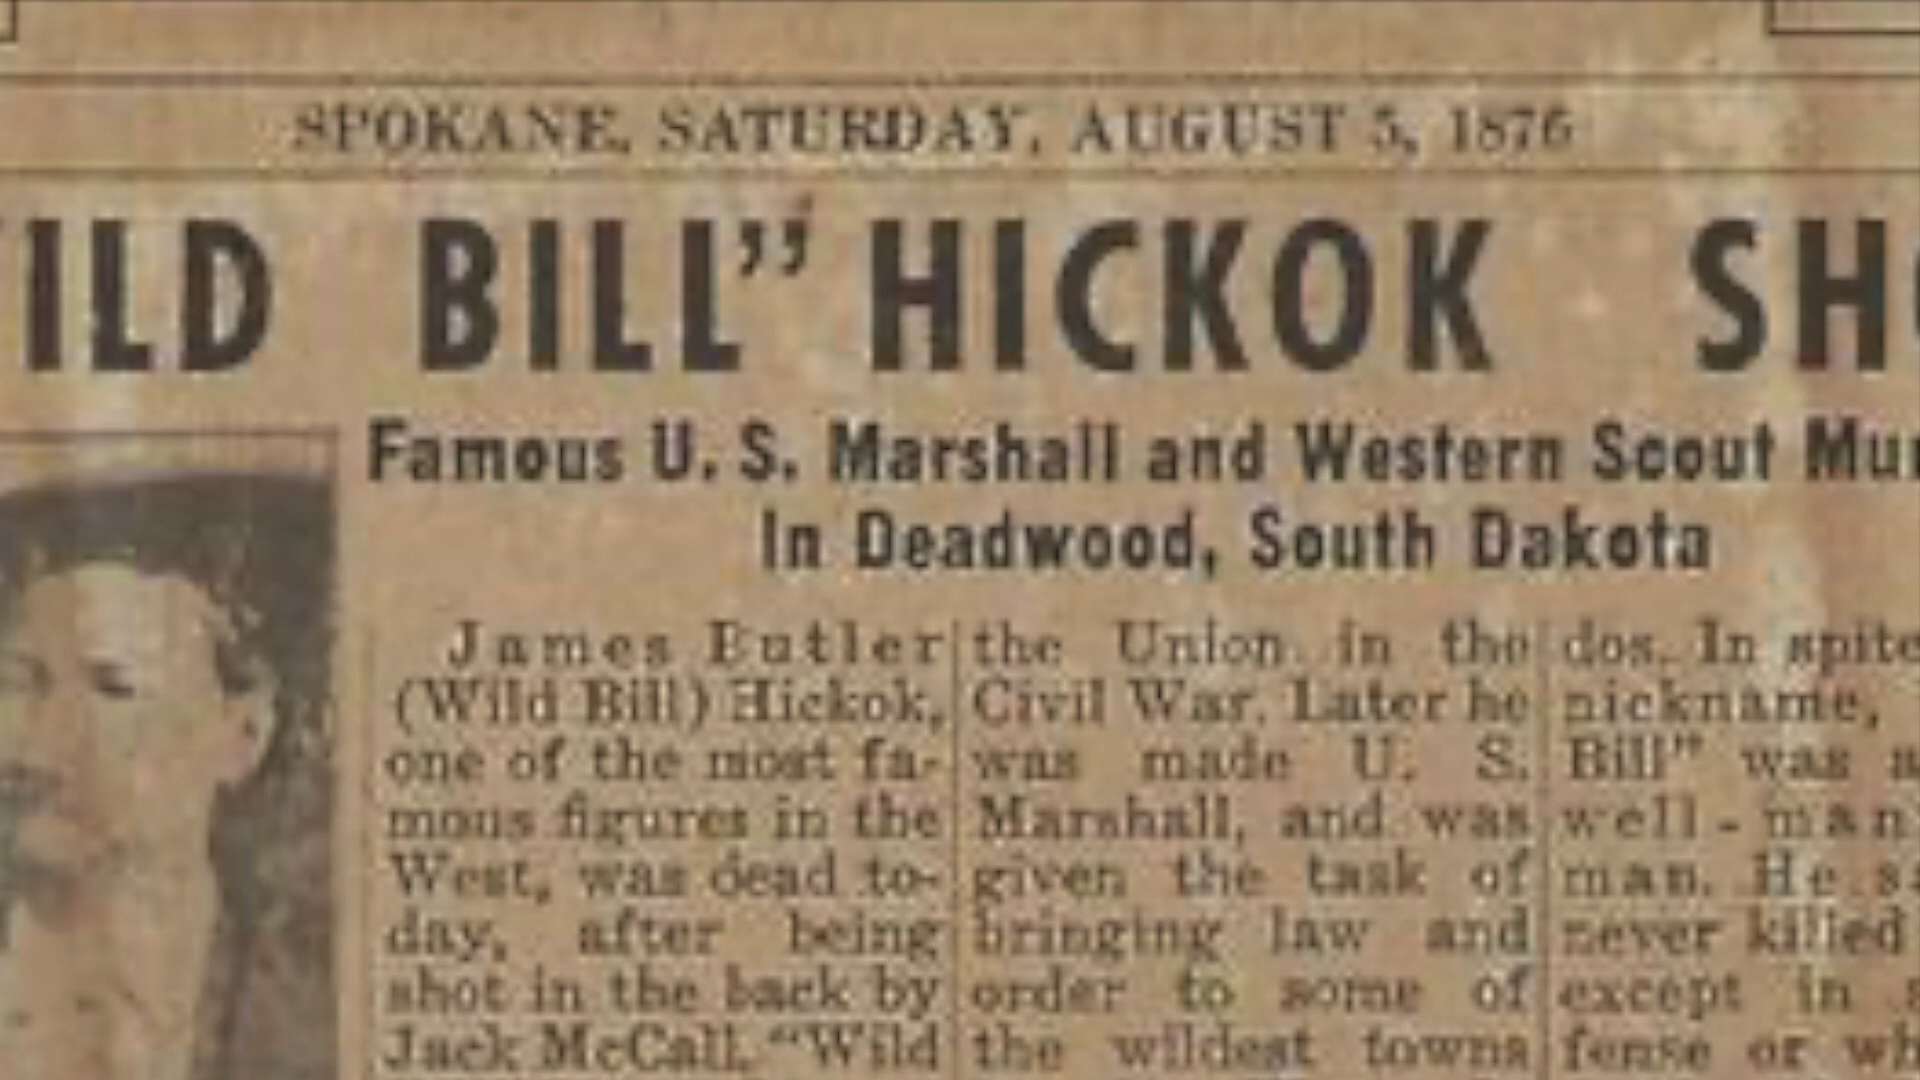 SPOKANE, SATURDAY, AUGUST 5, 1876
ILD BILL” HICKOK SH
Famous U. S. Marshall and Western Scout Mu
In Deadwood, South Dakota
James Butler
(Wild Bill) Hickok,
one of the most fa-
mous figures in the
West, was dead to-
day, after being
shot in the back by
Jack McCall. “Wild
the Union in the
Civil War. Later he
was made U. S.
Marshall, and was
given the task of
bringing law and
order to some of
the wildest towns
dos. In spite
nickname,
Bill” was a
well-man
man. He sa
never killed
except in s
fense or wh